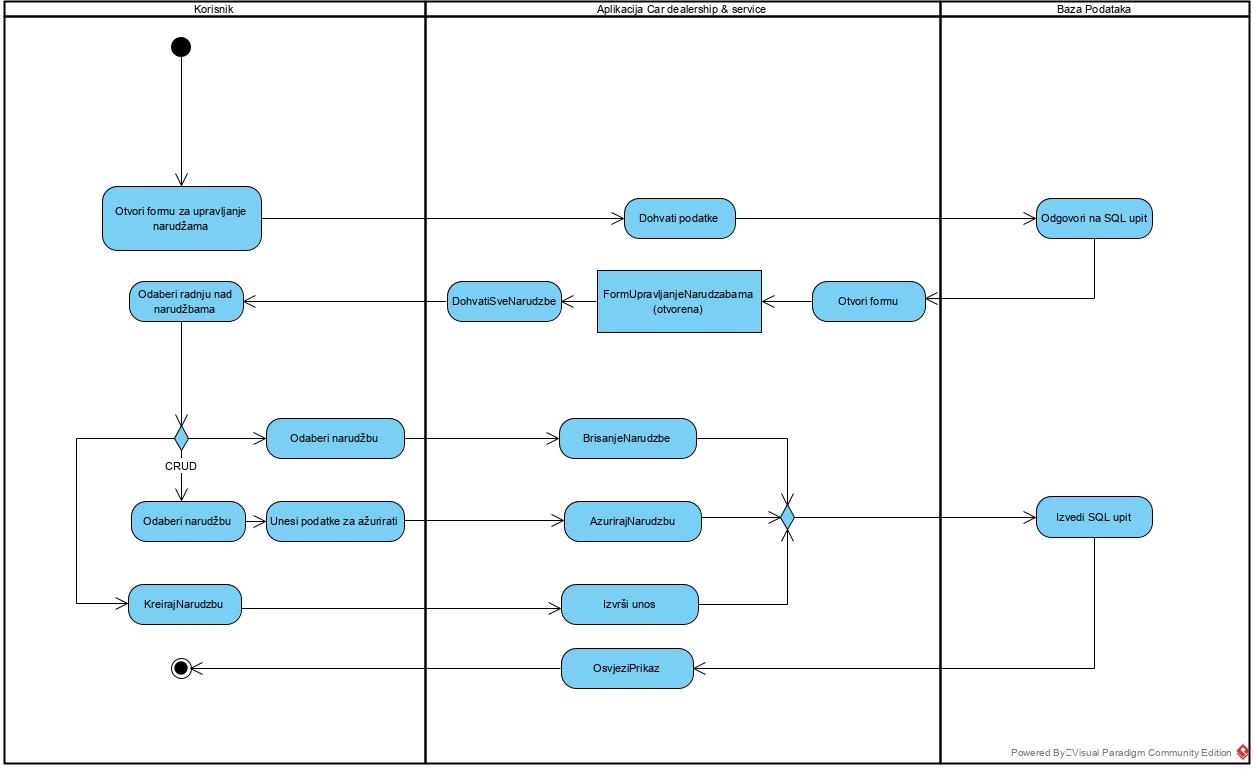 Korisnik
Aplikacija Car dealership & service
Baza Podataka
Otvori formu za upravljanje
narudžama
Dohvati podatke
Odgovori na SQL upit
Odaberi radnju nad
narudžbama
DohvatiSveNarudzbe
FormUpravljanjeNarudzabama
(otvorena)
Otvori formu
Odaberi narudžbu
BrisanjeNarudzbe
CRUD
Odaberi narudžbu
Unesi podatke za ažurirati
AzurirajNarudzbu
Izvedi SQL upit
KreirajNarudzbu
Izvrši unos
OsvjeziPrikaz
Powered By Visual Paradigm Community Edition